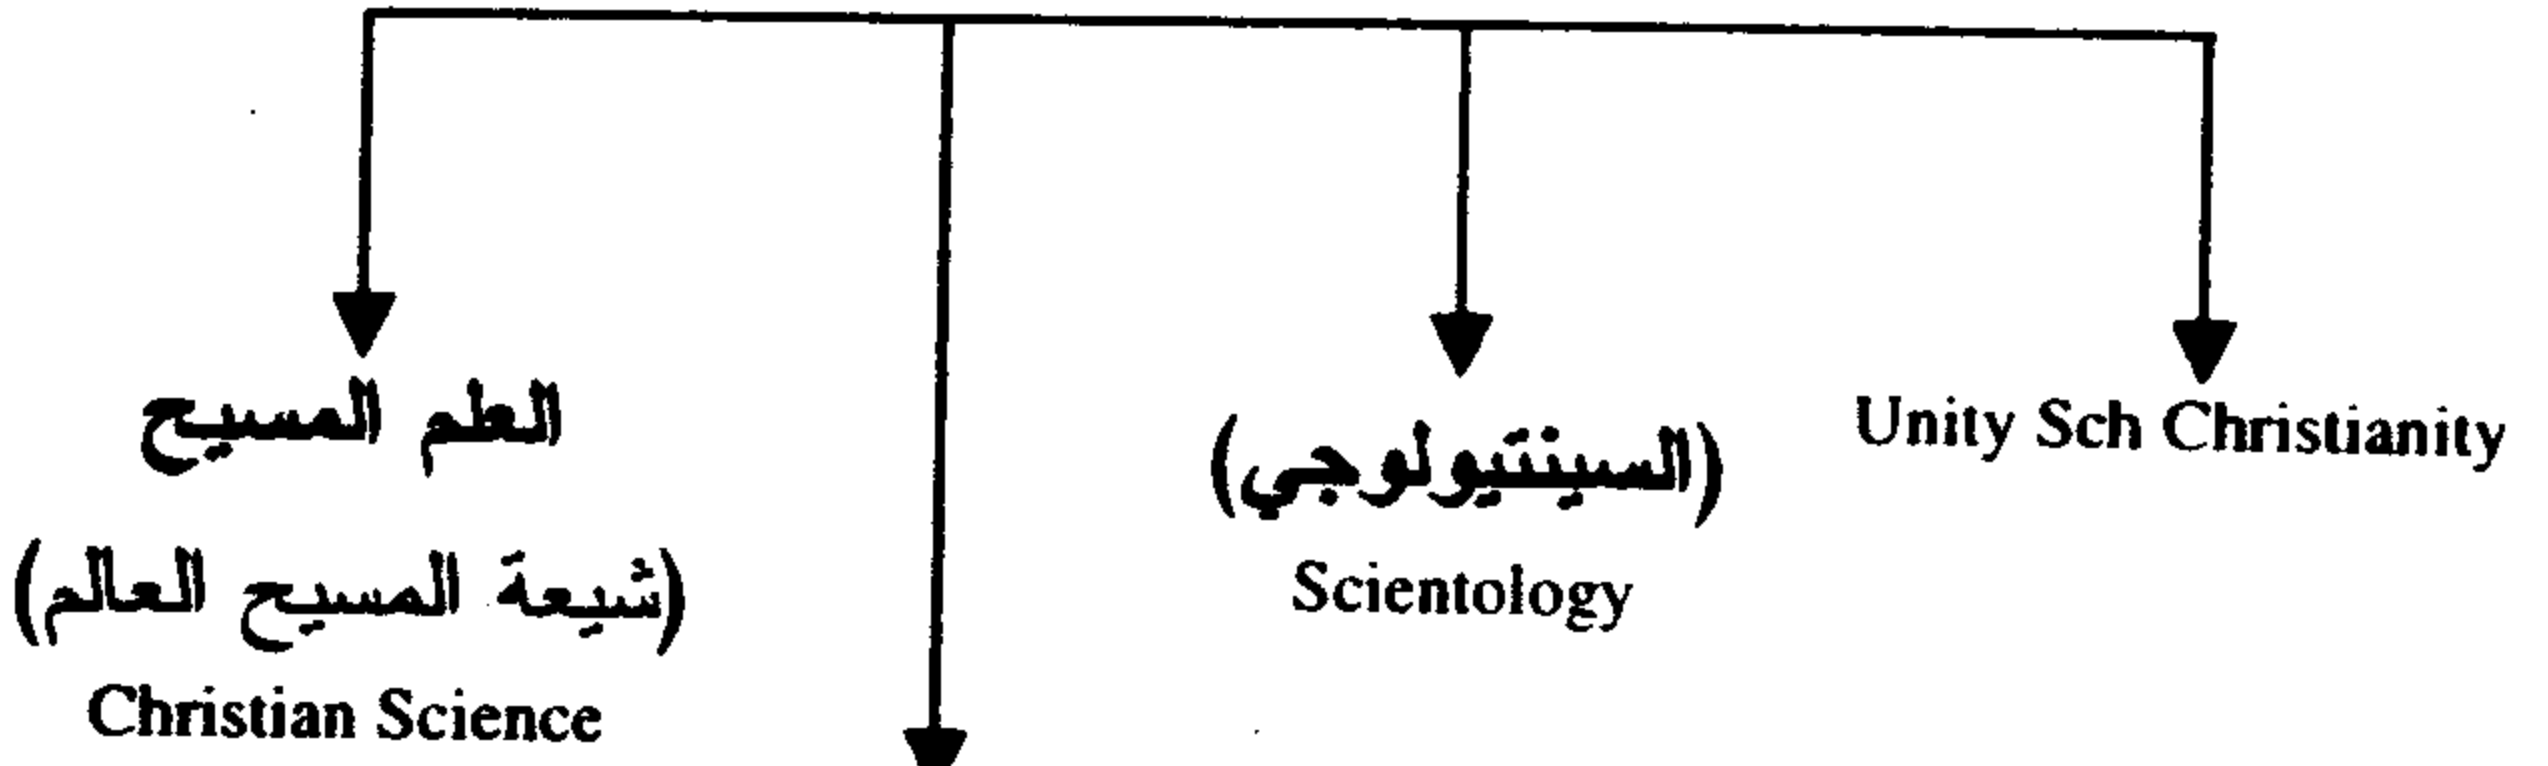 Unity Sch Christianity
(السينتيولوجي)
Scientology
العلم المسيح
(شيعة المسيح العالم)
Christian Science